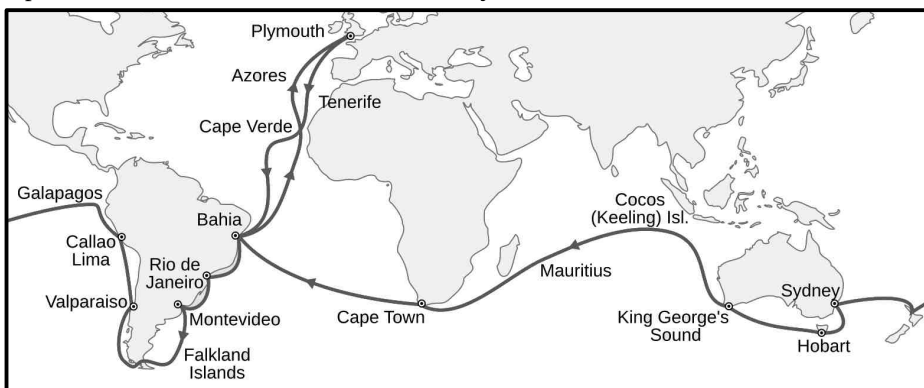 Plymouth
Azores
Tenerife
Cape Verde
Galapagos
Bahia
Callao
Lima
Rio de
Janeiro
Valparaiso
Montevideo
Falkland
Islands
Cape Town
Mauritius
Cocos
(Keeling) Isl.
King George's
Sound
Sydney
Hobart